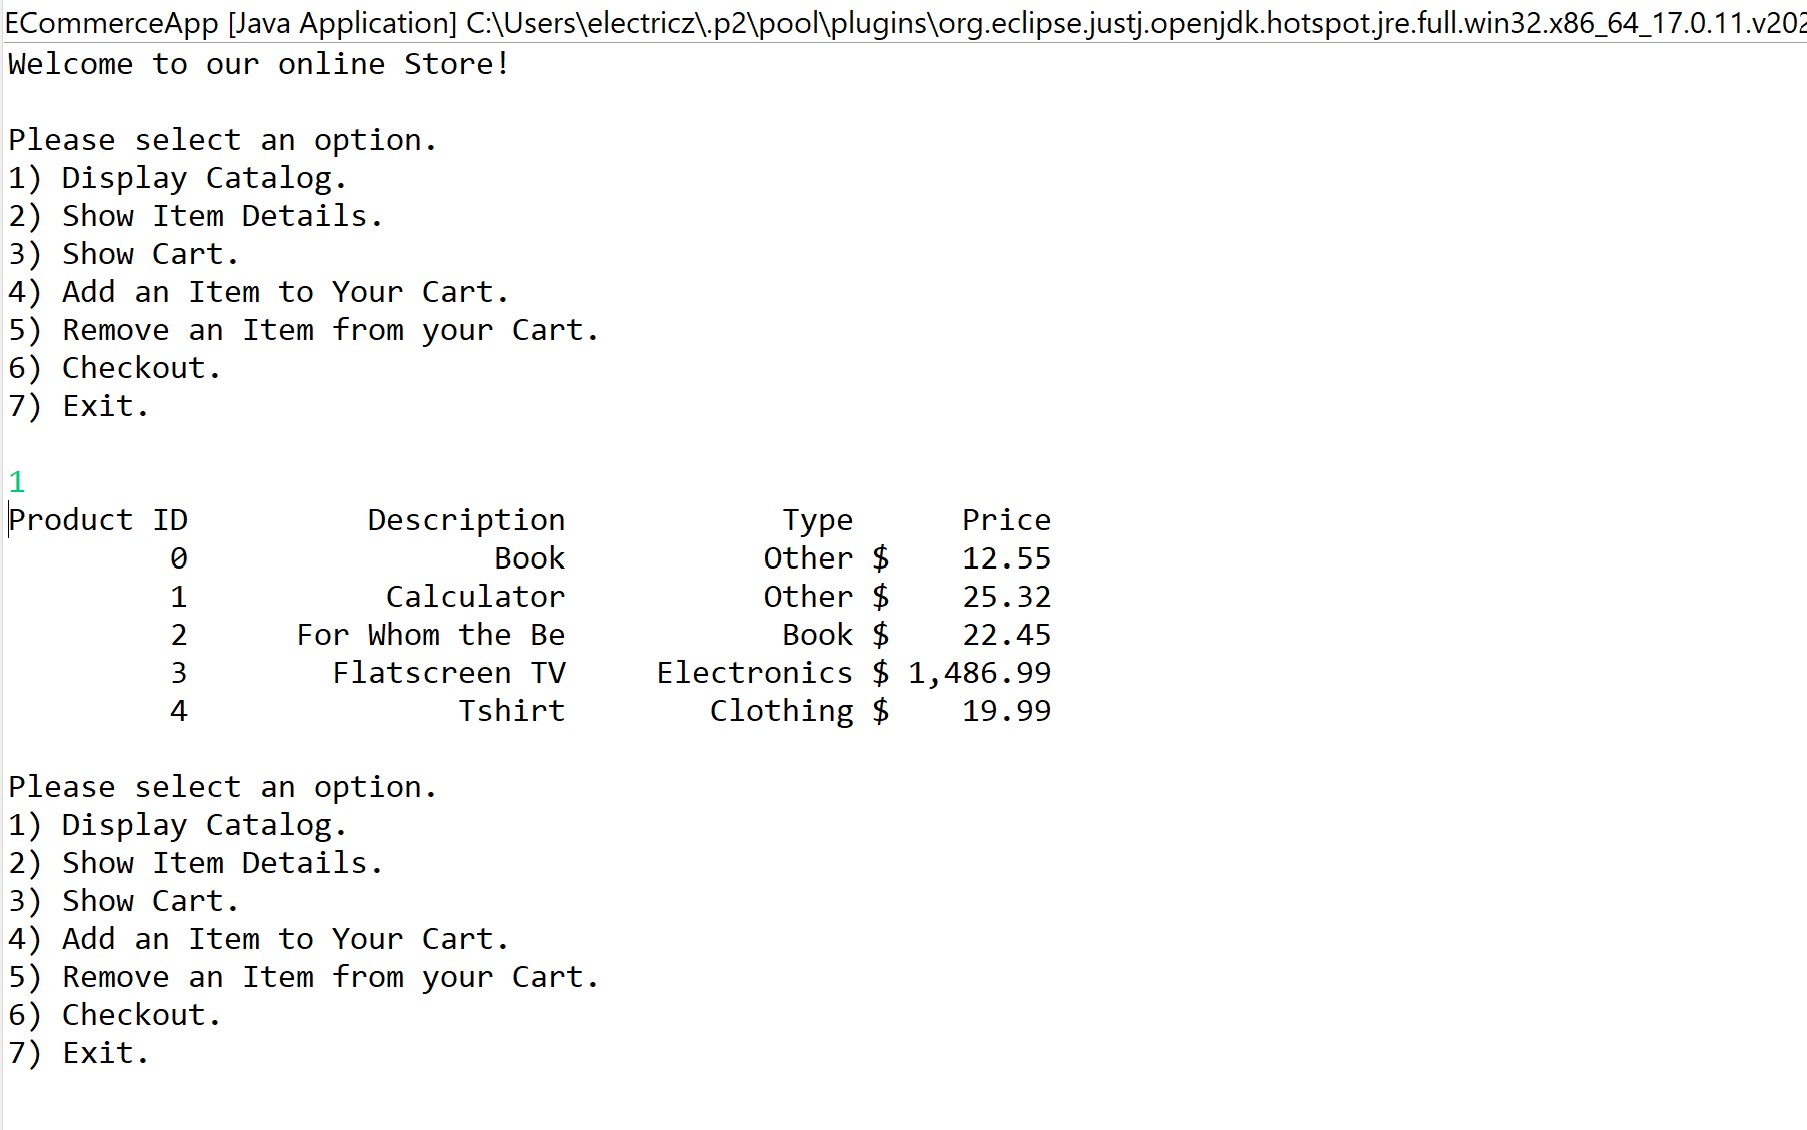 ECommerceApp [Java Application] C:\Users\electricz\.p2\pool\plugins\org.eclipse.justj.openjdk.hotspot.jre.full.win32.x86_64_17.0.11.v202
Welcome to our online Store!
Please select an option.
1) Display Catalog.
2) Show Item Details.
3) Show Cart.
4) Add an Item to Your Cart.
5) Remove an Item from your Cart.
6) Checkout.
7) Exit.
1
Product ID          Description            Type      Price
         0                 Book           Other $    12.55
         1           Calculator           Other $    25.32
         2      For Whom the Be            Book $    22.45
         3        Flatscreen TV     Electronics $ 1,486.99
         4               Tshirt        Clothing $    19.99
Please select an option.
1) Display Catalog.
2) Show Item Details.
3) Show Cart.
4) Add an Item to Your Cart.
5) Remove an Item from your Cart.
6) Checkout.
7) Exit.